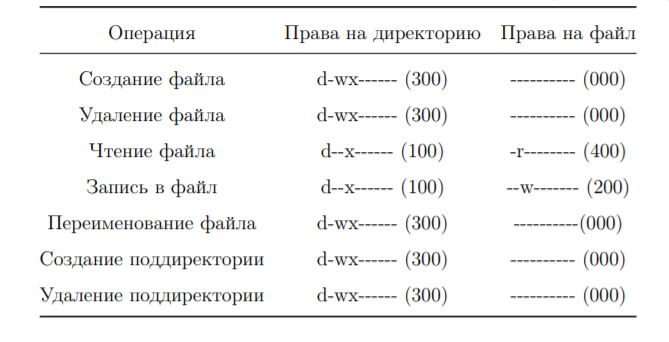 Операция Права на директорию Права на файл
Создание файла d-wx------ (300) ---------- (000)
Удаление файла d-wx------ (300) ---------- (000)
Чтение файла d--x------ (100) -r-------- (400)
Запись в файл d--x------ (100) --w------- (200)
Переименование файла d-wx------ (300) ----------(000)
Создание поддиректории d-wx------ (300) ---------- (000)
Удаление поддиректории d-wx------ (300) ---------- (000)